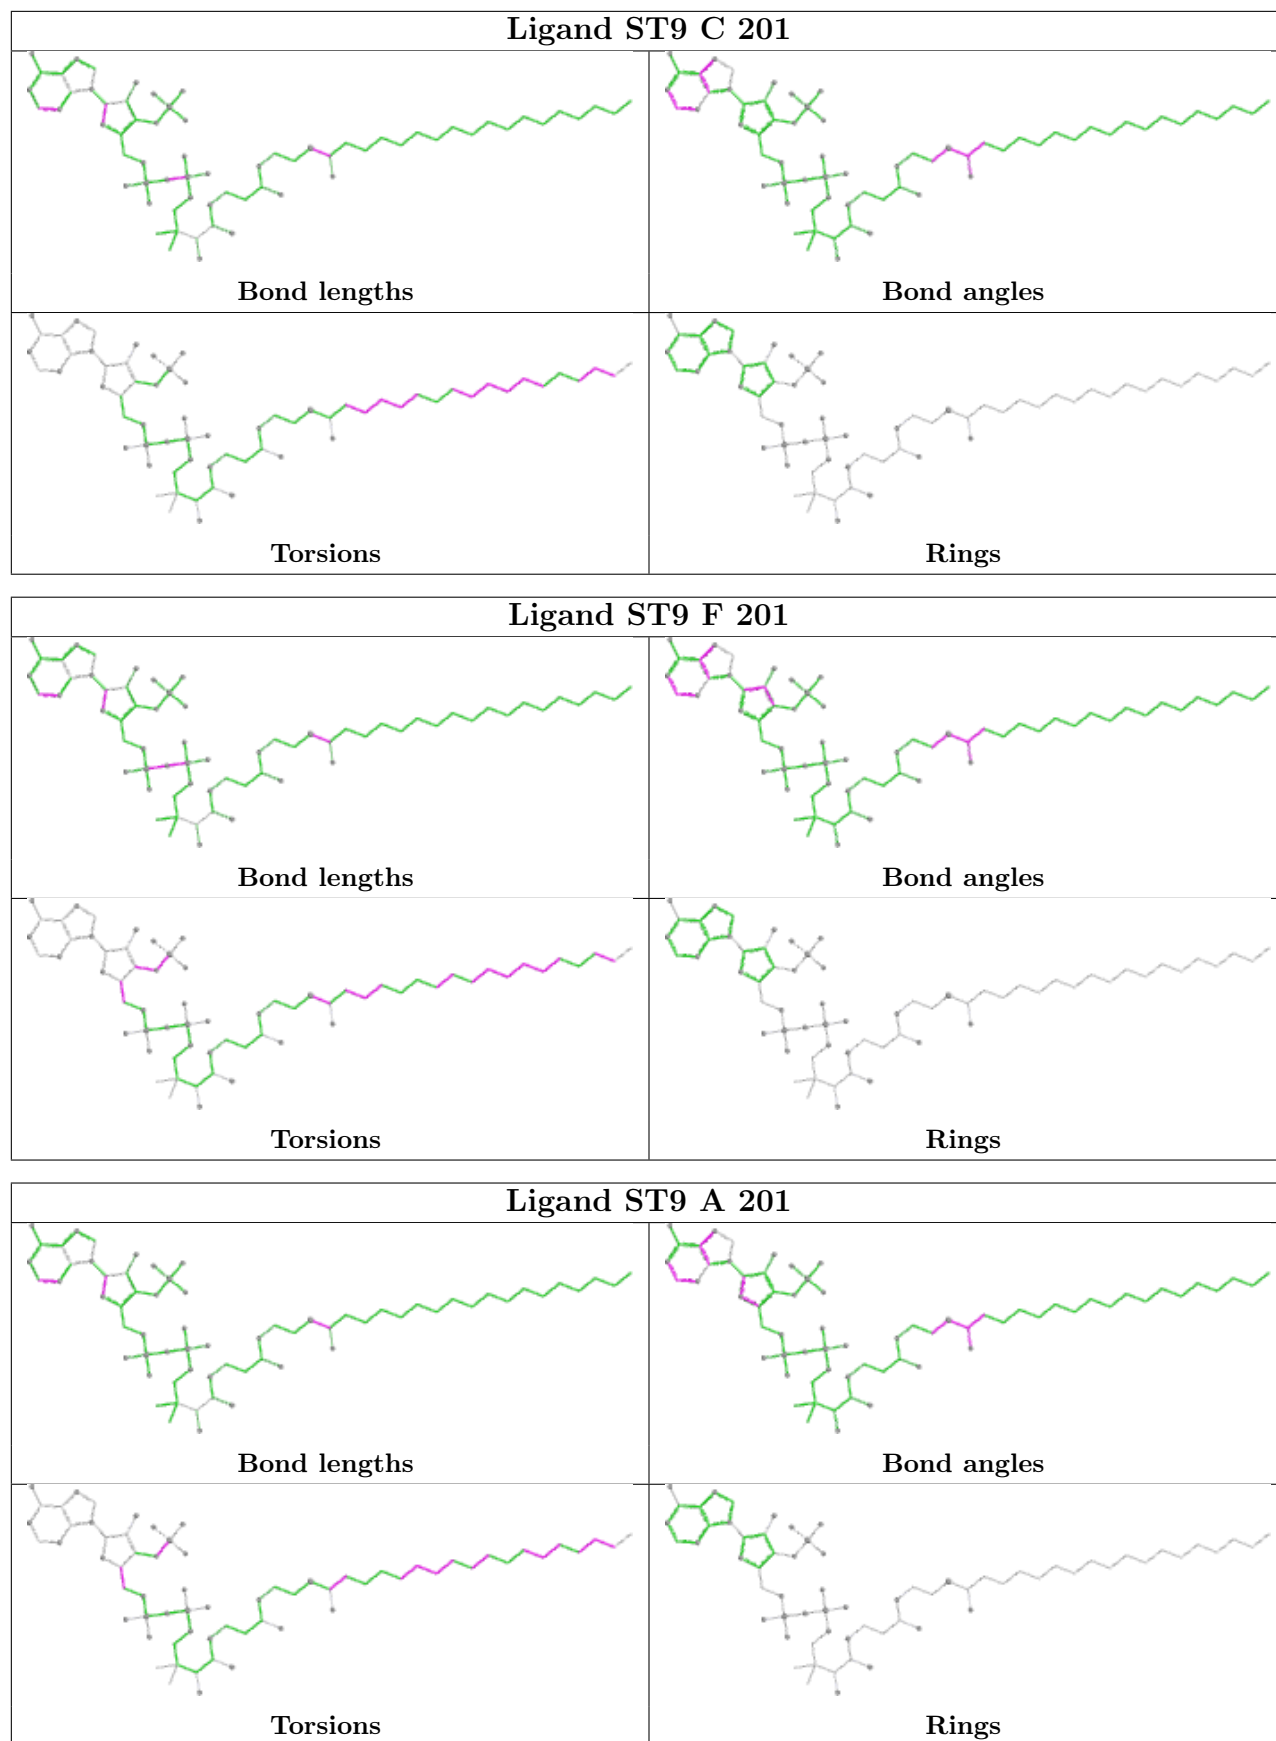 Ligand ST9 C 201
Bond lengths
Bond angles
Torsions
Rings
Ligand ST9 F 201
Bond lengths
Bond angles
Torsions
Rings
Ligand ST9 A 201
Bond lengths
Bond angles
Torsions
Rings